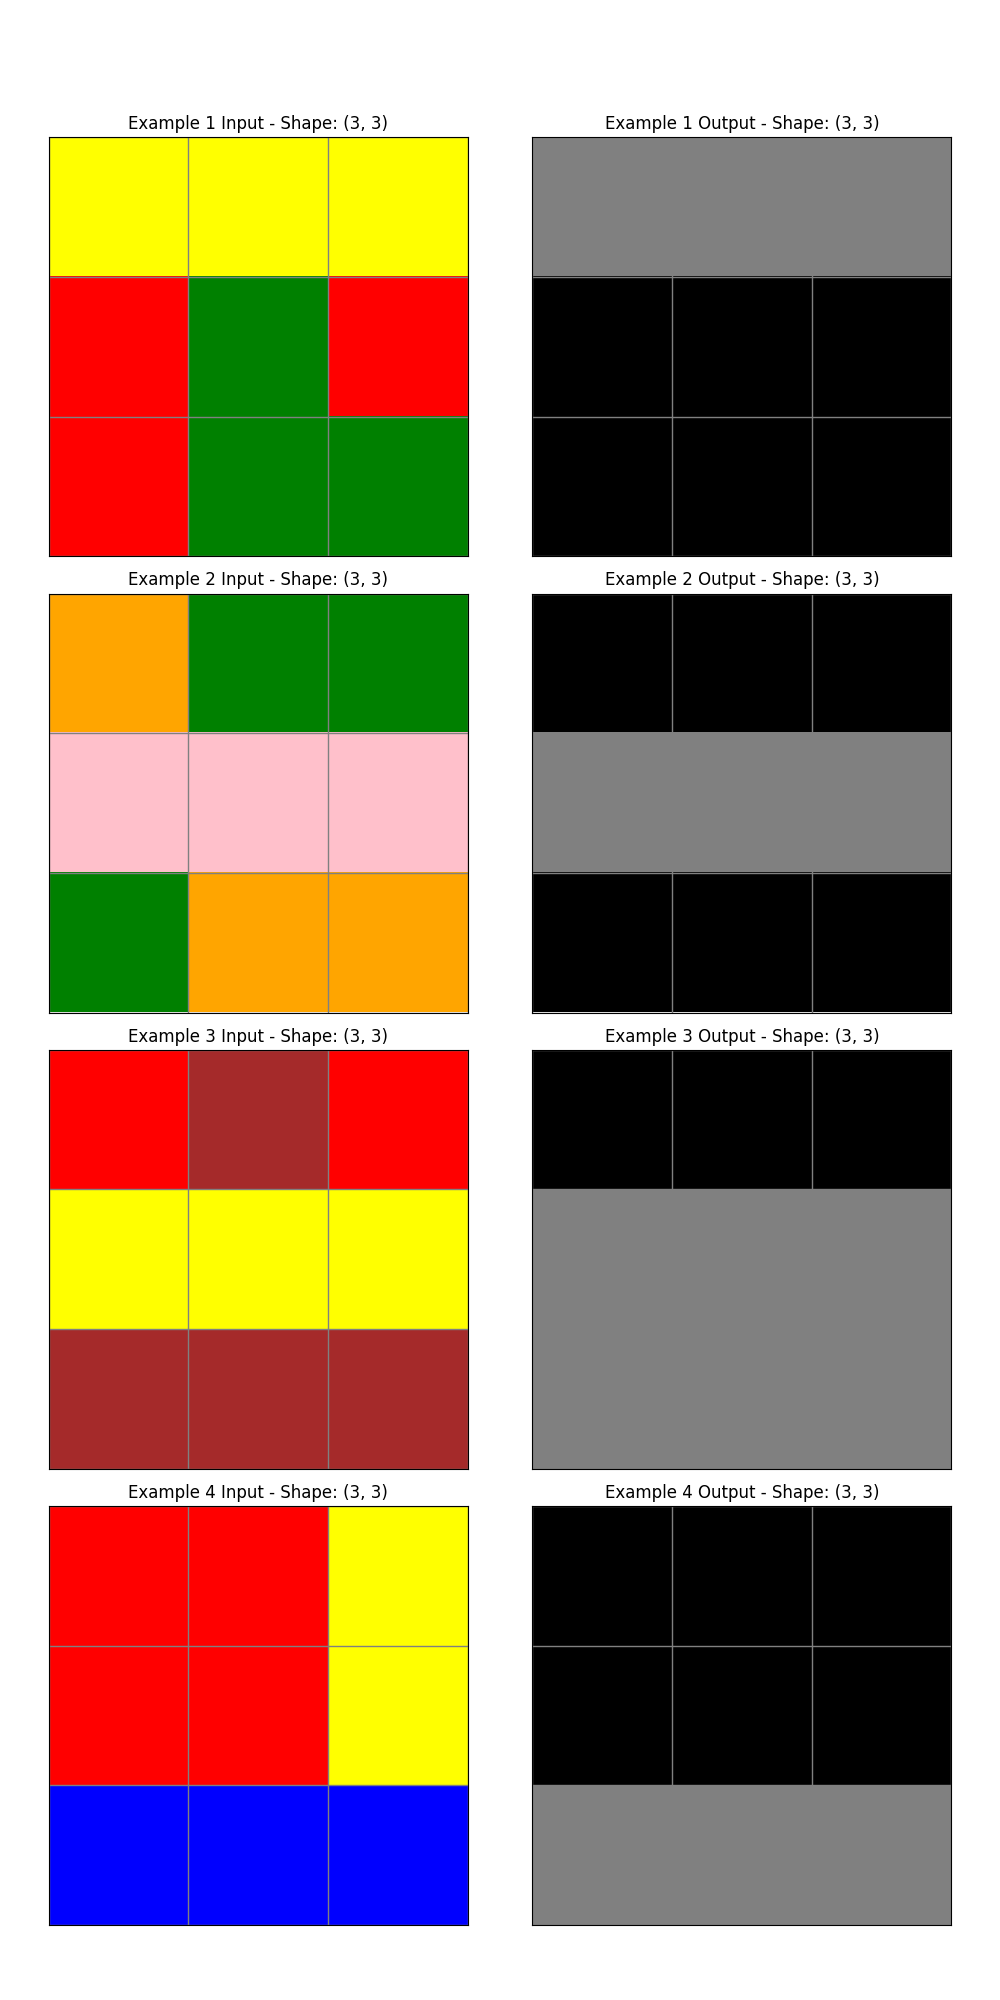 Example 1 Input - Shape: (3, 3)
Example 1 Output - Shape: (3, 3)
Example 2 Input - Shape: (3, 3)
Example 2 Output - Shape: (3, 3)
Example 3 Input - Shape: (3, 3)
Example 3 Output - Shape: (3, 3)
Example 4 Input - Shape: (3, 3)
Example 4 Output - Shape: (3, 3)